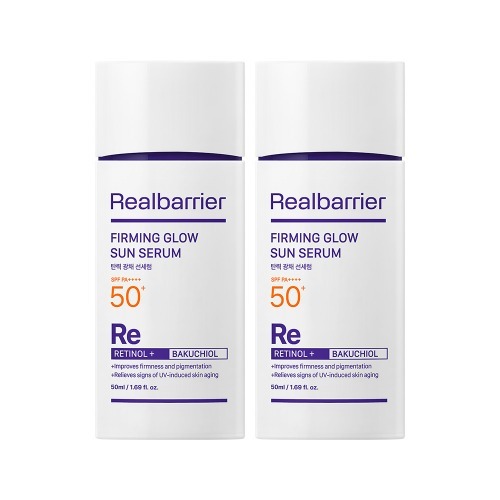 Realbarrier
FIRMING GLOW
SUN SERUM
탄력 광채 선세럼
SPF PA++++
50+
Re
RETINOL + BAKUCHIOL
+Improves firmness and pigmentation
+Relieves signs of UV-induced skin aging
50ml / 1.69 fl. oz.
Realbarrier
FIRMING GLOW
SUN SERUM
탄력 광채 선세럼
SPF PA++++
50+
Re
RETINOL + BAKUCHIOL
+Improves firmness and pigmentation
+Relieves signs of UV-induced skin aging
50ml / 1.69 fl. oz.